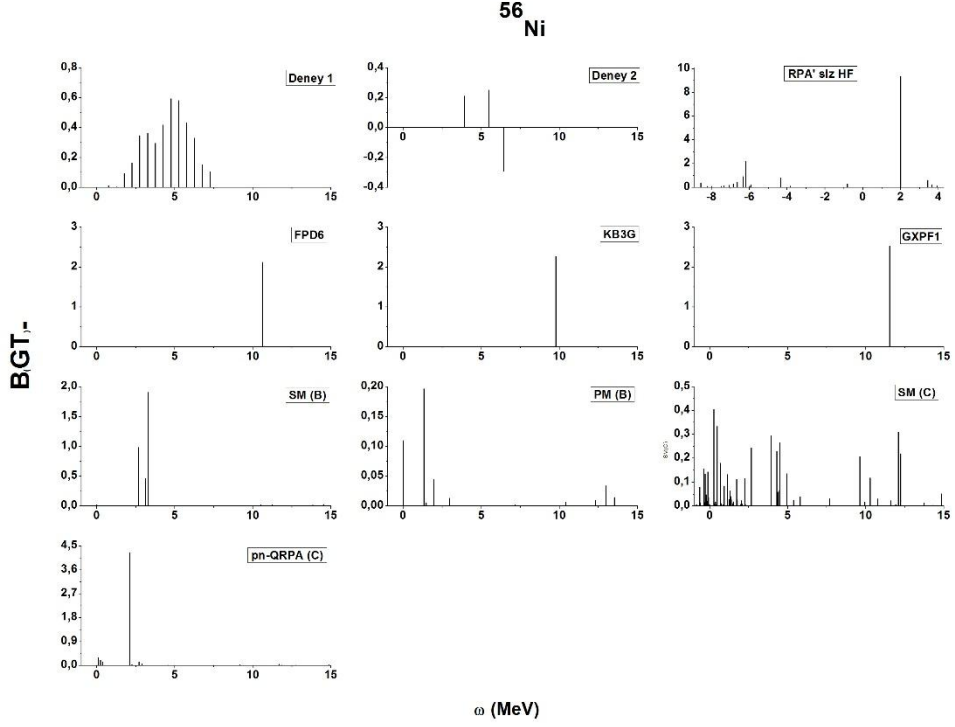 56
Ni
Deney 1
0,8
0,6
0,4
0,2
0,0
0 5 10 15
Deney 2
0,4
0,2
0,0
-0,2
-0,4
0 5 10 15
RPA' sız HF
10
8
6
4
2
0
-8 -6 -4 -2 0 2 4
FPD6
3
2
1
0
0 5 10 15
KB3G
3
2
1
0
0 5 10 15
GXPF1
3
2
1
0
0 5 10 15
B(GT)-
SM (B)
2,0
1,5
1,0
0,5
0,0
0 5 10 15
PM (B)
0,20
0,15
0,10
0,05
0,00
0 5 10 15
SM (C)
0,5
0,4
0,3
0,2
0,1
0,0
0 5 10 15
pn-QRPA (C)
4,5
3,6
2,7
1,8
0,9
0,0
0 5 10 15
ω (MeV)